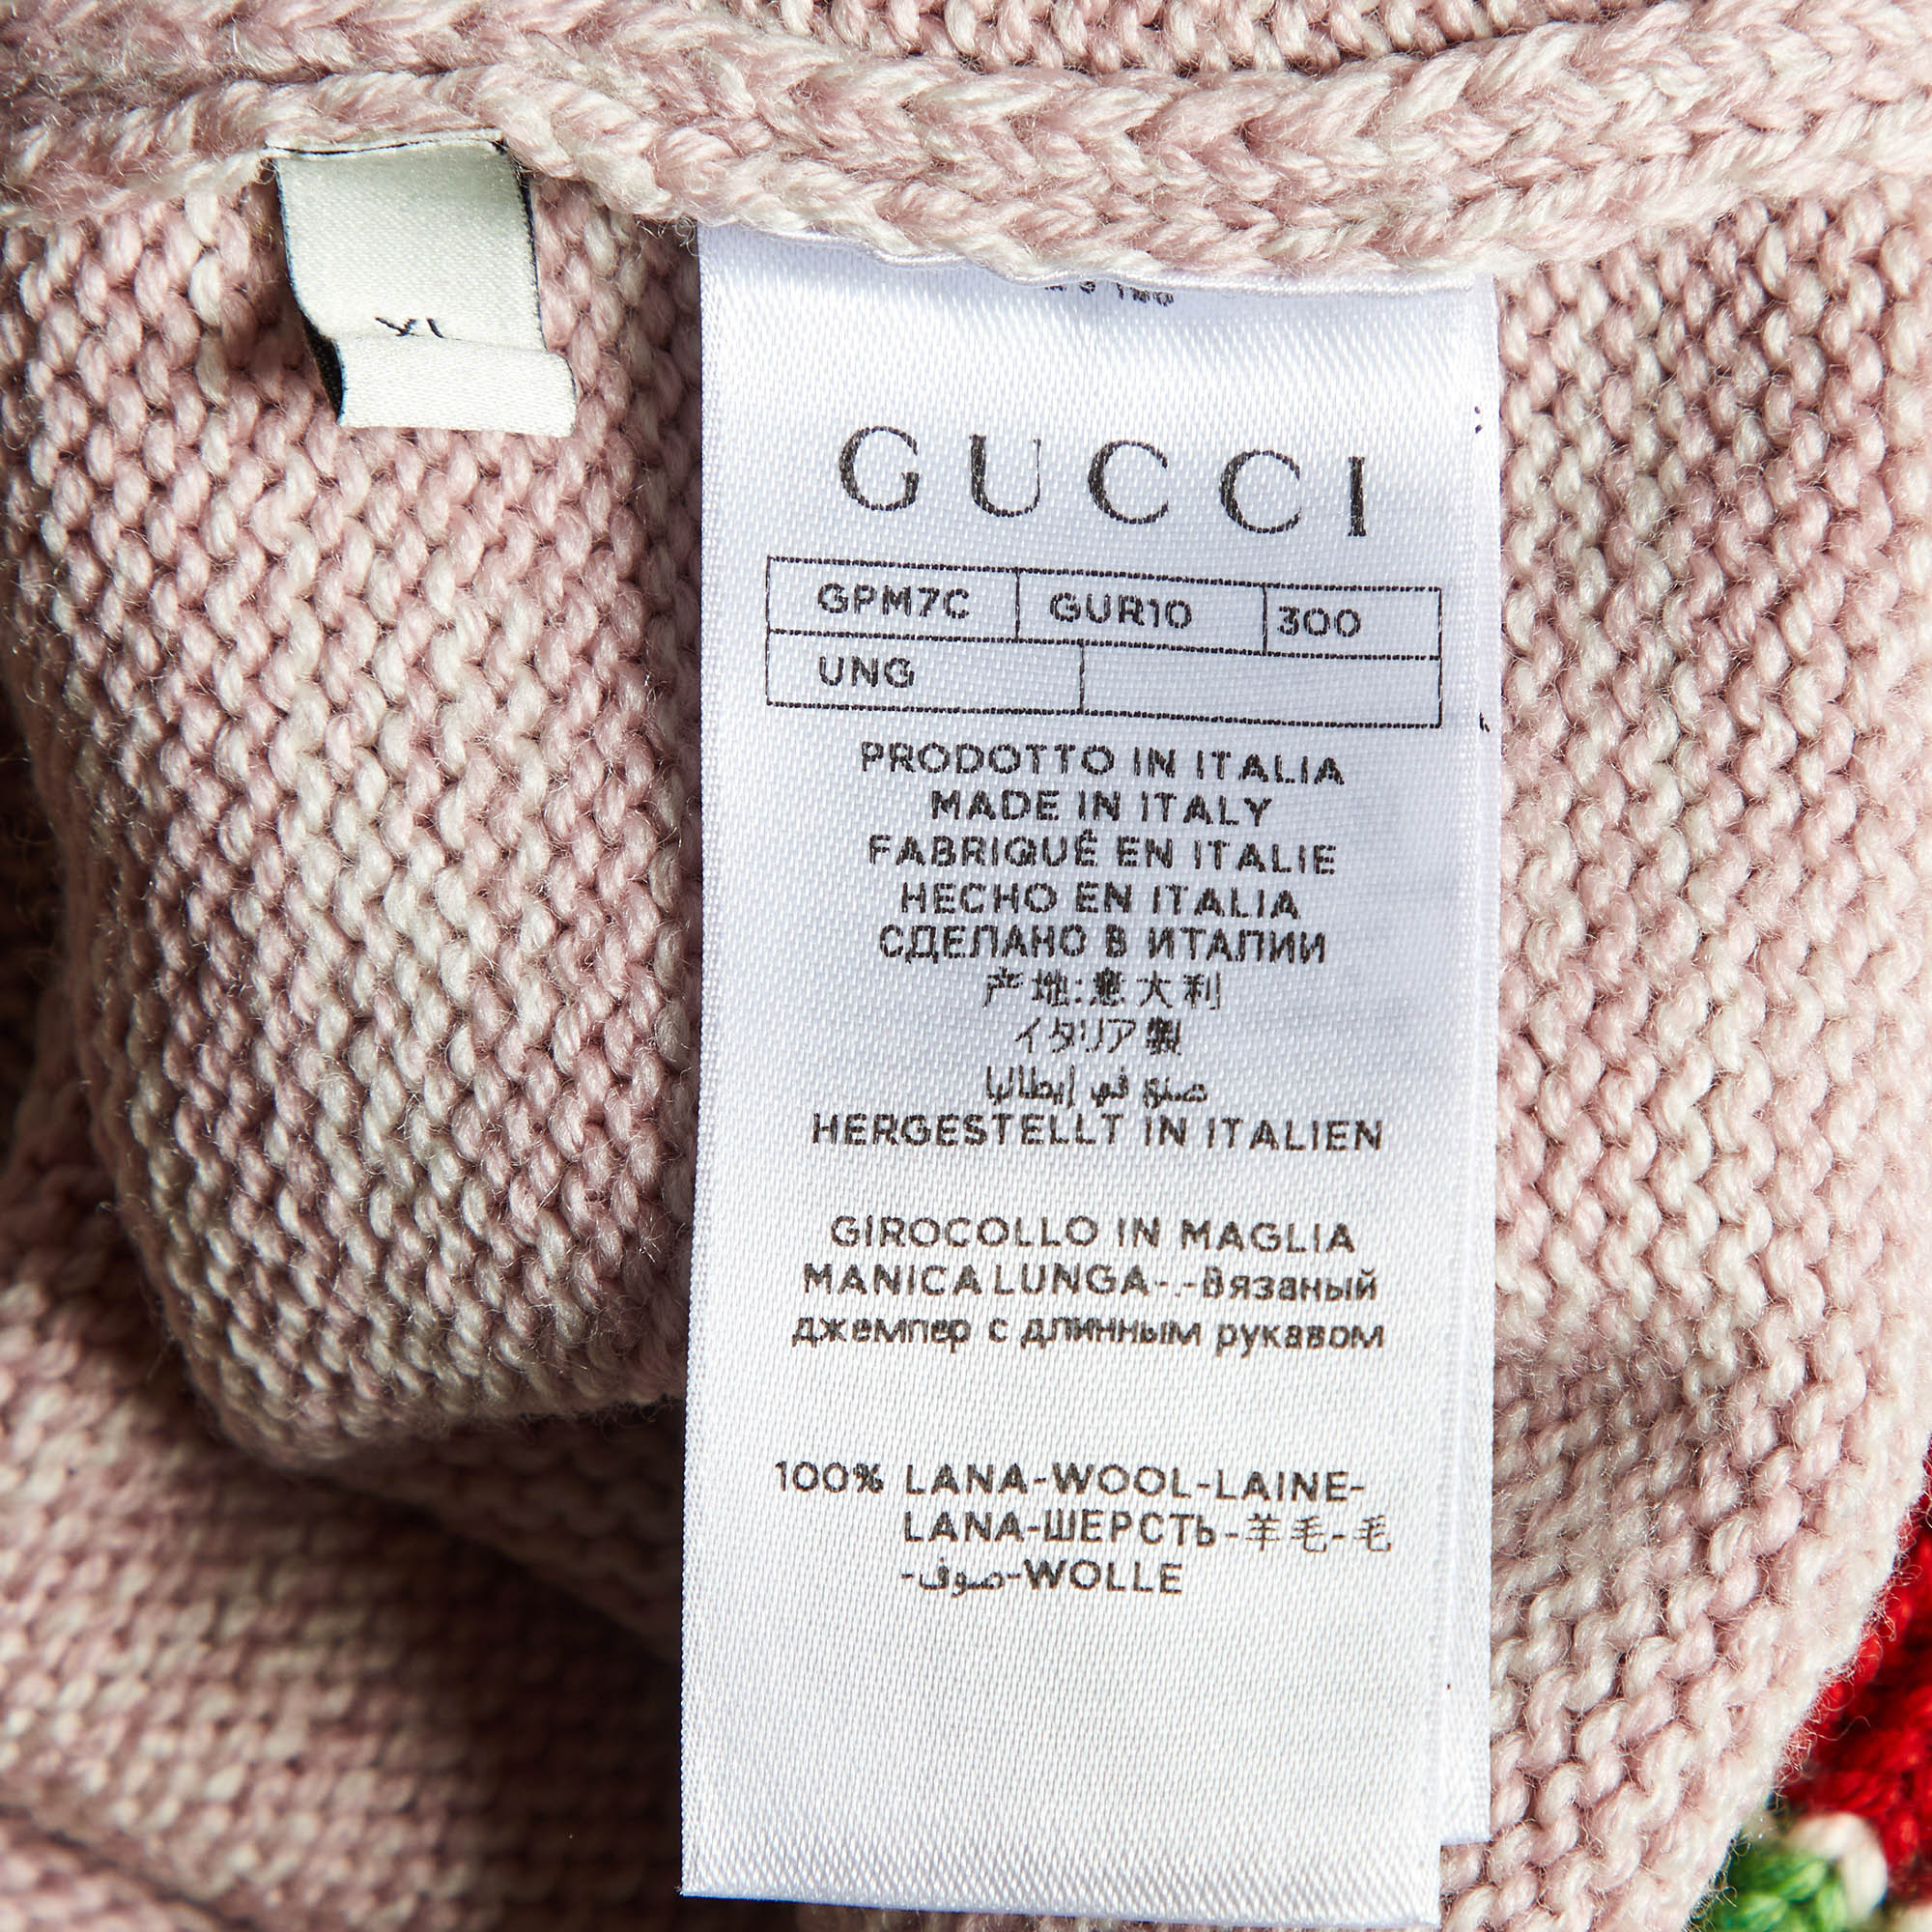 XL
GUCCI
GPM7C GUR10 300
UNG
PRODOTTO IN ITALIA
MADE IN ITALY
FABRIQUÉ EN ITALIE
HECHO EN ITALIA
СДЕЛАНО В ИТАЛИИ
产地:意大利
イタリア製
صنع في إيطاليا
HERGESTELLT IN ITALIEN
GIROCOLLO IN MAGLIA
MANICA LUNGA-.-Вязаный
джемпер с длинным рукавом
100% LANA-WOOL-LAINE-
LANA-ШЕРСТЬ-羊毛-毛
-صوف-WOLLE